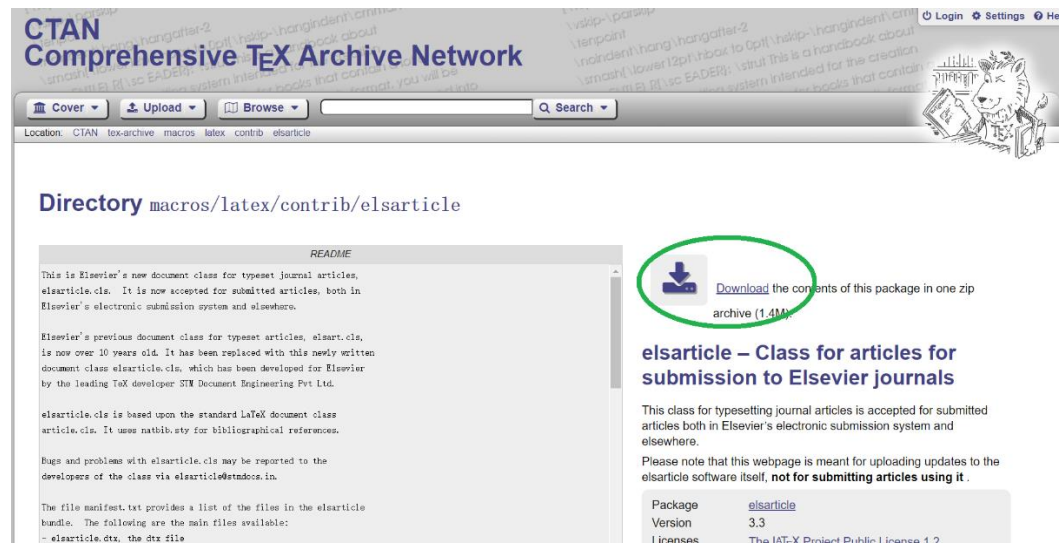 CTAN
Comprehensive TEX Archive Network
Login Settings He
Cover Upload Browse Search
Location: CTAN tex-archive macros latex contrib elsarticle
Directory macros/latex/contrib/elsarticle
README
This is Elsevier's new document class for typeset journal articles,
elsarticle.cls. It is now accepted for submitted articles, both in
Elsevier's electronic submission system and elsewhere.
Elsevier's previous document class for typeset articles, elsart.cls,
is now over 10 years old. It has been replaced with this newly written
document class elsarticle.cls, which has been developed for Elsevier
by the leading TeX developer STM Document Engineering Pvt Ltd.
elsarticle.cls is based upon the standard LaTeX document class
article.cls. It uses natbib.sty for bibliographical references.
Bugs and problems with elsarticle.cls may be reported to the
developers of the class via elsarticle@stmdocs.in.
The file manifest.txt provides a list of the files in the elsarticle
bundle. The following are the main files available:
- elsarticle.dtx, the dtx file
Download the contents of this package in one zip
archive (1.4M).
elsarticle – Class for articles for
submission to Elsevier journals
This class for typesetting journal articles is accepted for submitted
articles both in Elsevier's electronic submission system and
elsewhere.
Please note that this webpage is meant for uploading updates to the
elsarticle software itself, not for submitting articles using it .
Package elsarticle
Version 3.3
Licenses The LATEX Project Public License 1.2